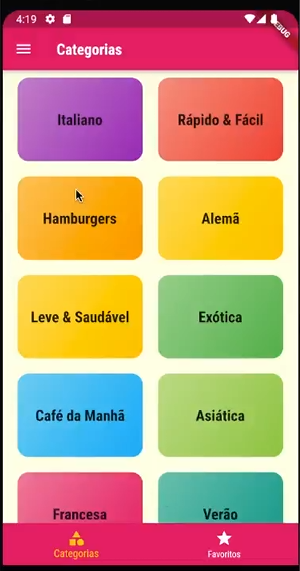 4:19
DEBUG
Categorias
Italiano
Rápido & Fácil
Hamburgers
Alemã
Leve & Saudável
Exótica
Café da Manhã
Asiática
Francesa
Verão
Categorias
Favoritos